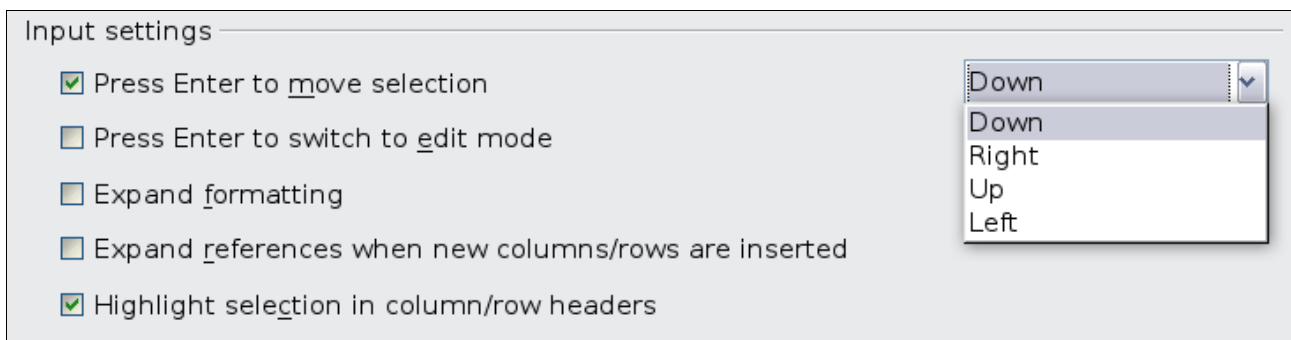 Input settings
Press Enter to move selection
Down
Down
Right
Up
Left
Press Enter to switch to edit mode
Expand formatting
Expand references when new columns/rows are inserted
Highlight selection in column/row headers